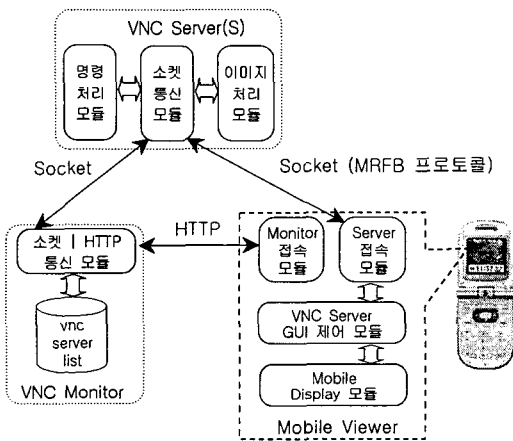 VNC Server(S)
명령
처리
모듈
소켓
통신
모듈
이미지
처리
모듈
Socket
Socket (MRFB 프로토콜)
소켓 | HTTP
통신 모듈
vnc
server
list
VNC Monitor
HTTP
Monitor
접속
모듈
Server
접속
모듈
VNC Server
GUI 제어 모듈
Mobile
Display 모듈
Mobile Viewer